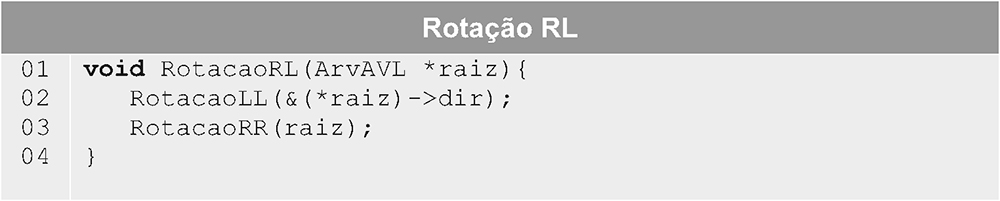 Rotação RL
01 void RotacaoRL(ArvAVL *raiz){
02 RotacaoLL(&(*raiz)->dir);
03 RotacaoRR(raiz);
04 }